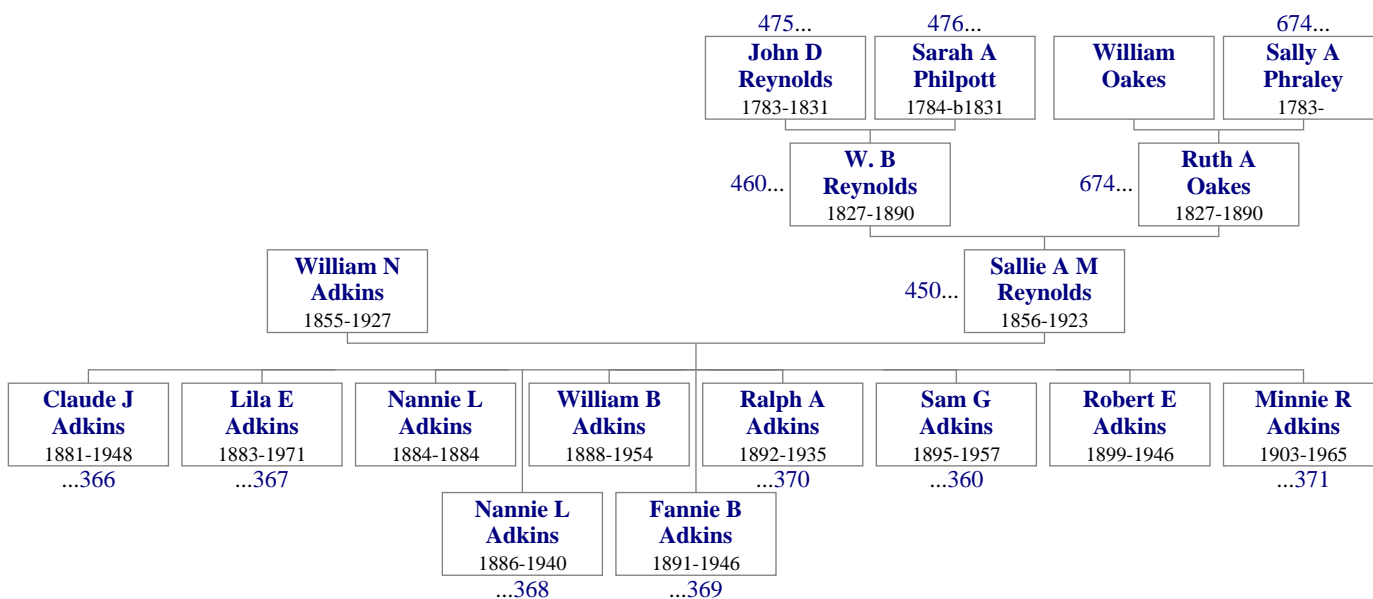 475...
476...
674...
John D
Reynolds
1783-1831
Sarah A
Philpott
1784-b1831
William
Oakes
Sally A
Phraley
1783-
460...
W. B
Reynolds
1827-1890
674...
Ruth A
Oakes
1827-1890
William N
Adkins
1855-1927
450...
Sallie A M
Reynolds
1856-1923
Claude J
Adkins
1881-1948
...366
Lila E
Adkins
1883-1971
...367
Nannie L
Adkins
1884-1884
William B
Adkins
1888-1954
Ralph A
Adkins
1892-1935
...370
Sam G
Adkins
1895-1957
...360
Robert E
Adkins
1899-1946
Minnie R
Adkins
1903-1965
...371
Nannie L
Adkins
1886-1940
...368
Fannie B
Adkins
1891-1946
...369